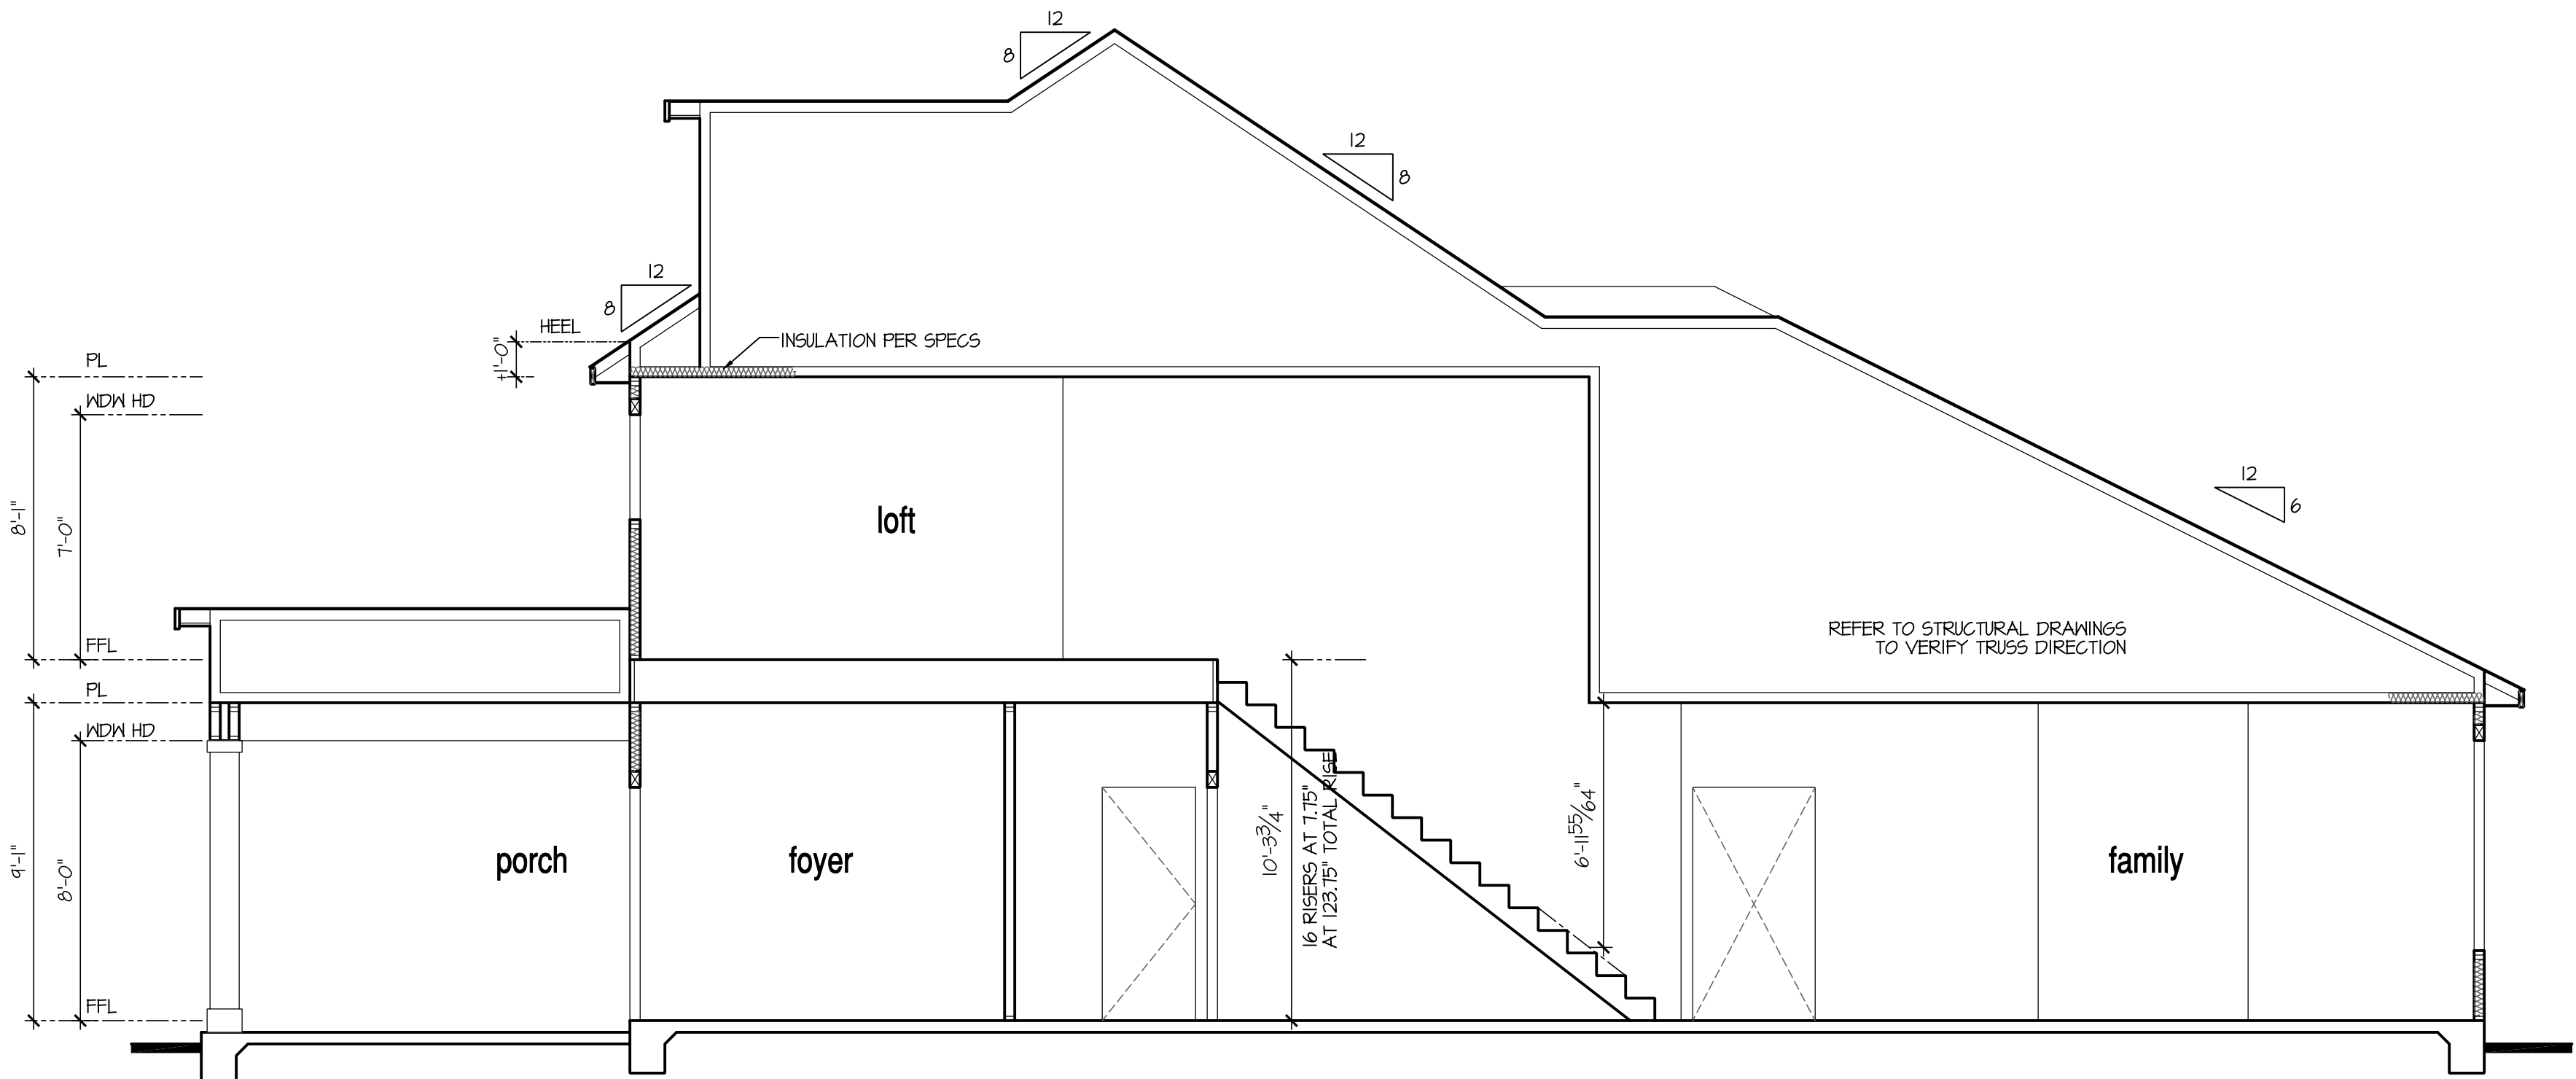 12
8
12
8
12
8
HEEL
+1'-0"
INSULATION PER SPECS
PL
WDW HD
8'-1"
7'-0"
loft
12
6
REFER TO STRUCTURAL DRAWINGS
TO VERIFY TRUSS DIRECTION
FFL
PL
WDW HD
9'-1"
8'-0"
porch
foyer
10'-3 3/4"
16 RISERS AT 7.75"
AT 123.75" TOTAL RISE
6'-11 55/64"
family
FFL